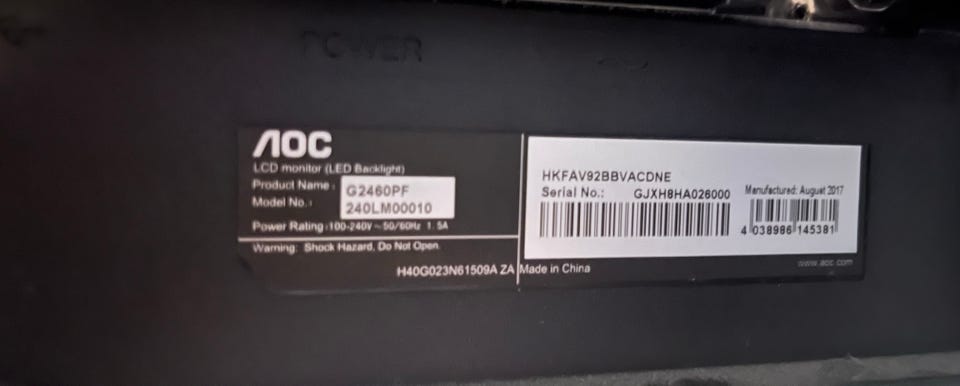 POWER
AOC
LCD monitor (LED Backlight)
Product Name : G2460PF
Model No. : 240LM00010
Power Rating : 100-240V ~ 50/60Hz 1.5A
Warning: Shock Hazard, Do Not Open.
H40G023N61509A ZA Made in China
HKFAV92BBVACDNE
Serial No.: GJXH8HA026000
Manufactured: August 2017
4 038986 145381
www.aoc.com